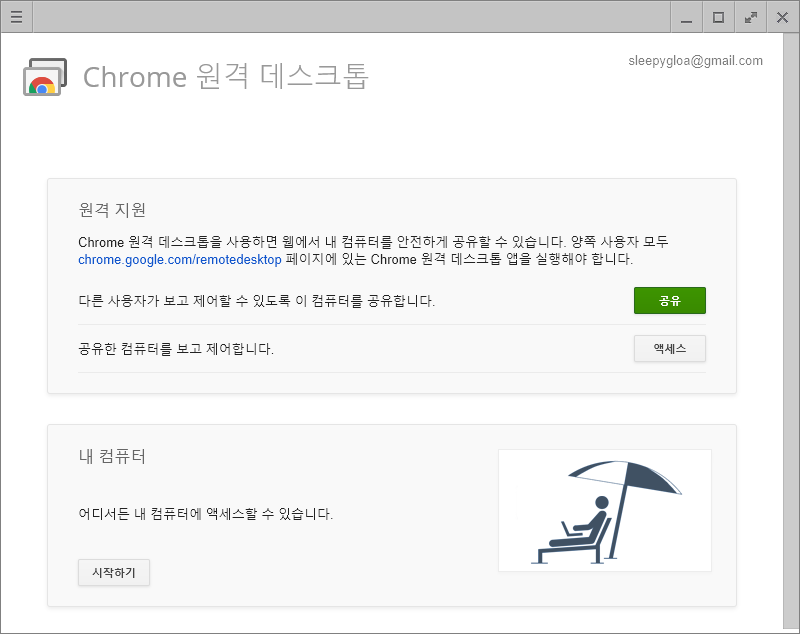 sleepygloa@gmail.com
Chrome 원격 데스크톱
원격 지원
Chrome 원격 데스크톱을 사용하면 웹에서 내 컴퓨터를 안전하게 공유할 수 있습니다. 양쪽 사용자 모두
chrome.google.com/remotedesktop 페이지에 있는 Chrome 원격 데스크톱 앱을 실행해야 합니다.
다른 사용자가 보고 제어할 수 있도록 이 컴퓨터를 공유합니다.
공유
공유한 컴퓨터를 보고 제어합니다.
액세스
내 컴퓨터
어디서든 내 컴퓨터에 액세스할 수 있습니다.
시작하기